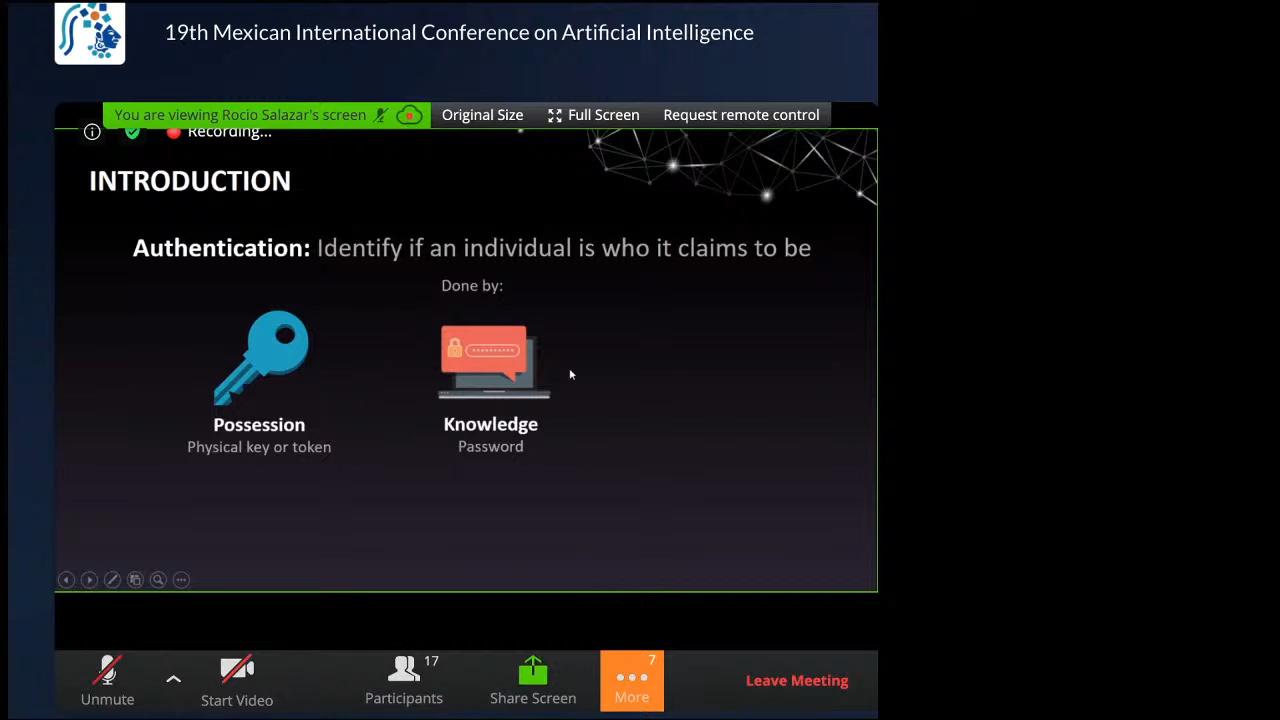 19th Mexican International Conference on Artificial Intelligence
You are viewing Rocio Salazar's screen
Original Size
Full Screen
Request remote control
Recording...
INTRODUCTION
Authentication: Identify if an individual is who it claims to be
Done by:
Possession
Physical key or token
Knowledge
Password
Unmute
Start Video
17
Participants
Share Screen
7
More
Leave Meeting